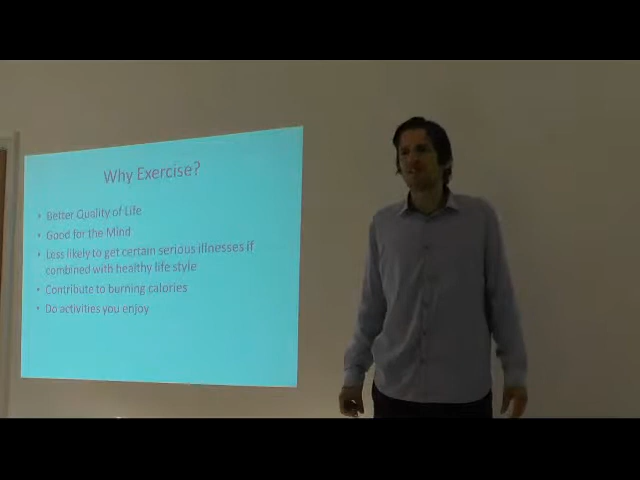 Why Exercise?
• Better Quality of Life
• Good for the Mind
• Less likely to get certain serious illnesses if
combined with healthy life style
• Contribute to burning calories
• Do activities you enjoy